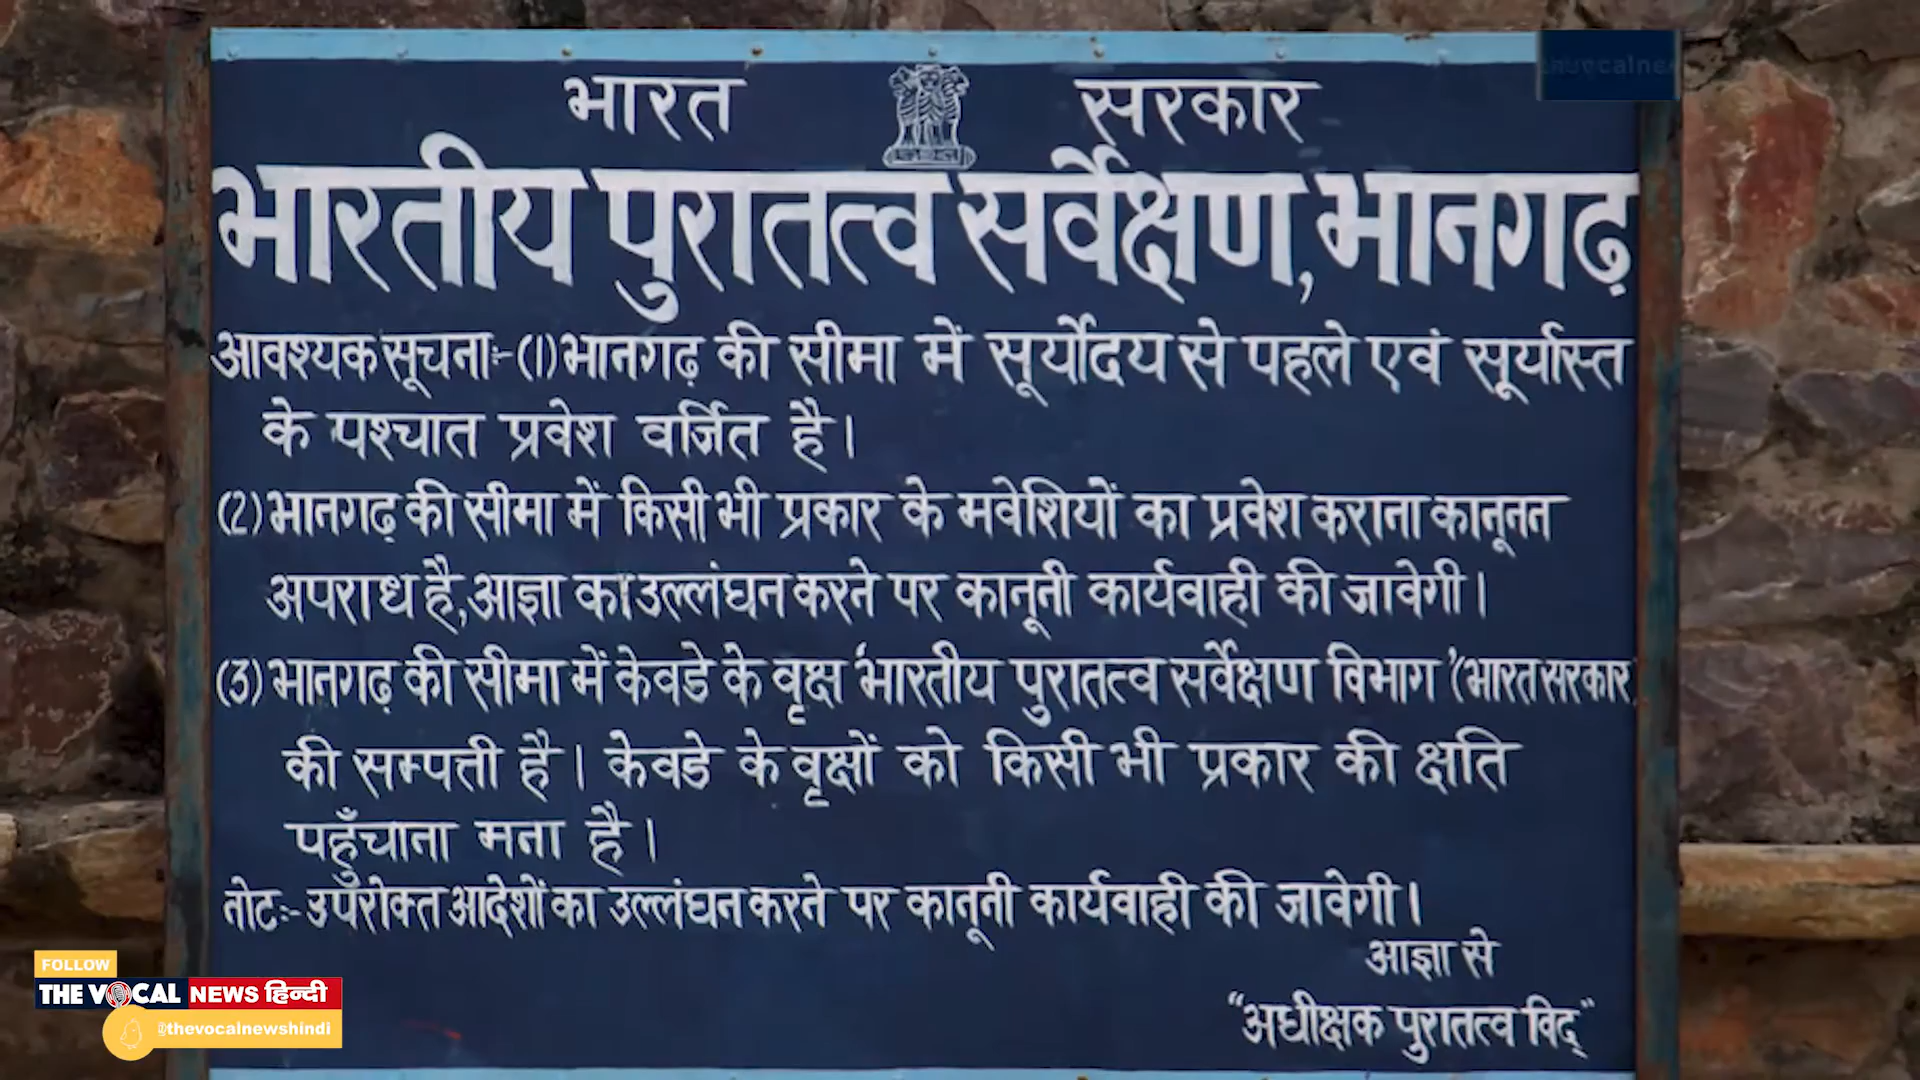 भारत सरकार
भारतीय पुरातत्व सर्वेक्षण, भानगढ़
आवश्यक सूचनाः- (1) भानगढ़ की सीमा में सूर्योदय से पहले एवं सूर्यास्त
के पश्चात प्रवेश वर्जित है।
(2) भानगढ़ की सीमा में किसी भी प्रकार के मवेशियों का प्रवेश कराना कानूनन
अपराध है, आज्ञा का उल्लंघन करने पर कानूनी कार्यवाही की जावेगी।
(3) भानगढ़ की सीमा में केवडे के वृक्ष 'भारतीय पुरातत्व सर्वेक्षण विभाग' (भारत सरकार)
की सम्पत्ती है। केवडे के वृक्षों को किसी भी प्रकार की क्षति
पहुँचाना मना है।
नोटः- उपरोक्त आदेशों का उल्लंघन करने पर कानूनी कार्यवाही की जावेगी।
आज्ञा से
"अधीक्षक पुरातत्व विद्"
FOLLOW
THE VOCAL NEWS हिन्दी
@thevocalnewshindi